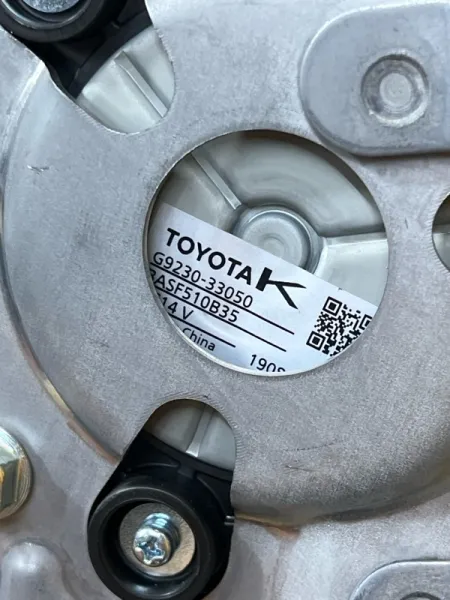 TOYOTA K
G9230-33050
ASF510B35
14 V
china
190